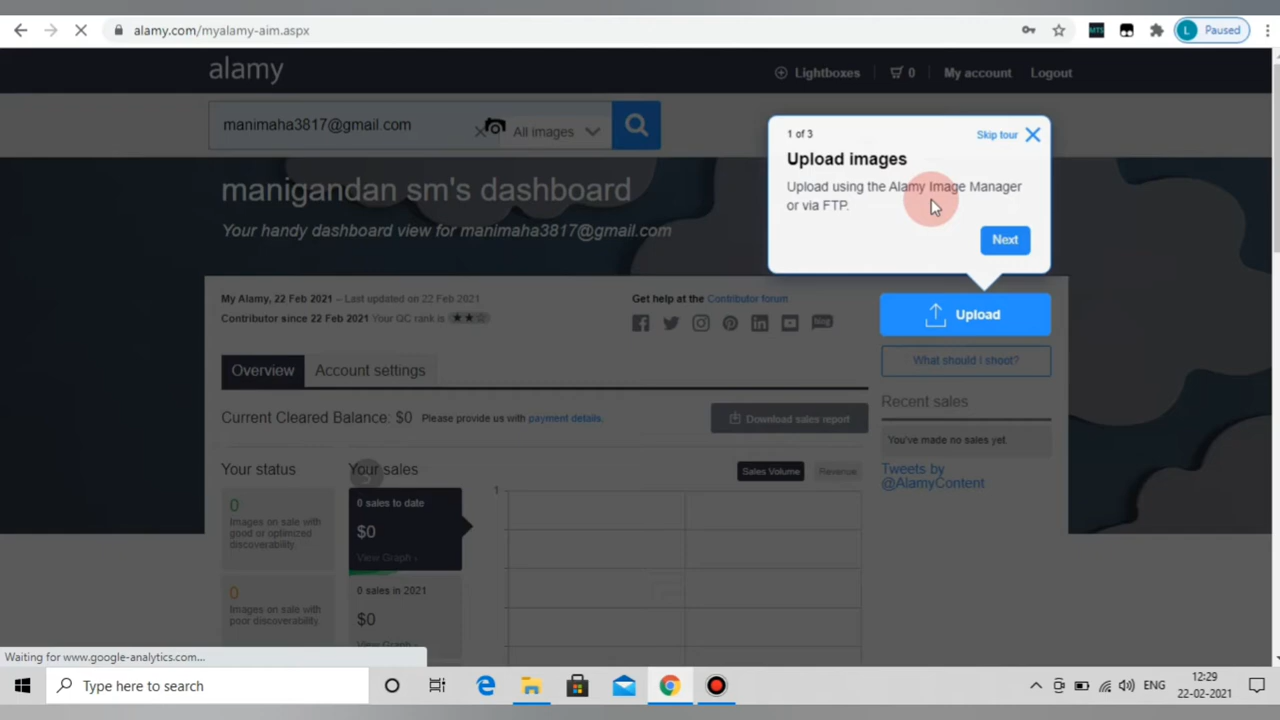 alamy.com/myalamy-aim.aspx
MTS
L Paused
alamy
Lightboxes 0 My account Logout
manimaha3817@gmail.com
All images
1 of 3 Skip tour
Upload images
Upload using the Alamy Image Manager
or via FTP.
Next
manigandan sm's dashboard
Your handy dashboard view for manimaha3817@gmail.com
My Alamy, 22 Feb 2021 – Last updated on 22 Feb 2021
Contributor since 22 Feb 2021 Your QC rank is
Get help at the Contributor forum
blog
Upload
What should i shoot?
Overview Account settings
Recent sales
Current Cleared Balance: $0 Please provide us with payment details.
Download sales report
You've made no sales yet.
Your status
Your sales
Sales Volume Revenue
Tweets by
@AlamyContent
0
Images on sale with
good or optimized
discoverability.
0 sales to date
$0
View Graph ›
1
0
Images on sale with
poor discoverability.
0 sales in 2021
$0
View Graph ›
Waiting for www.google-analytics.com...
Type here to search
ENG
12:29
22-02-2021